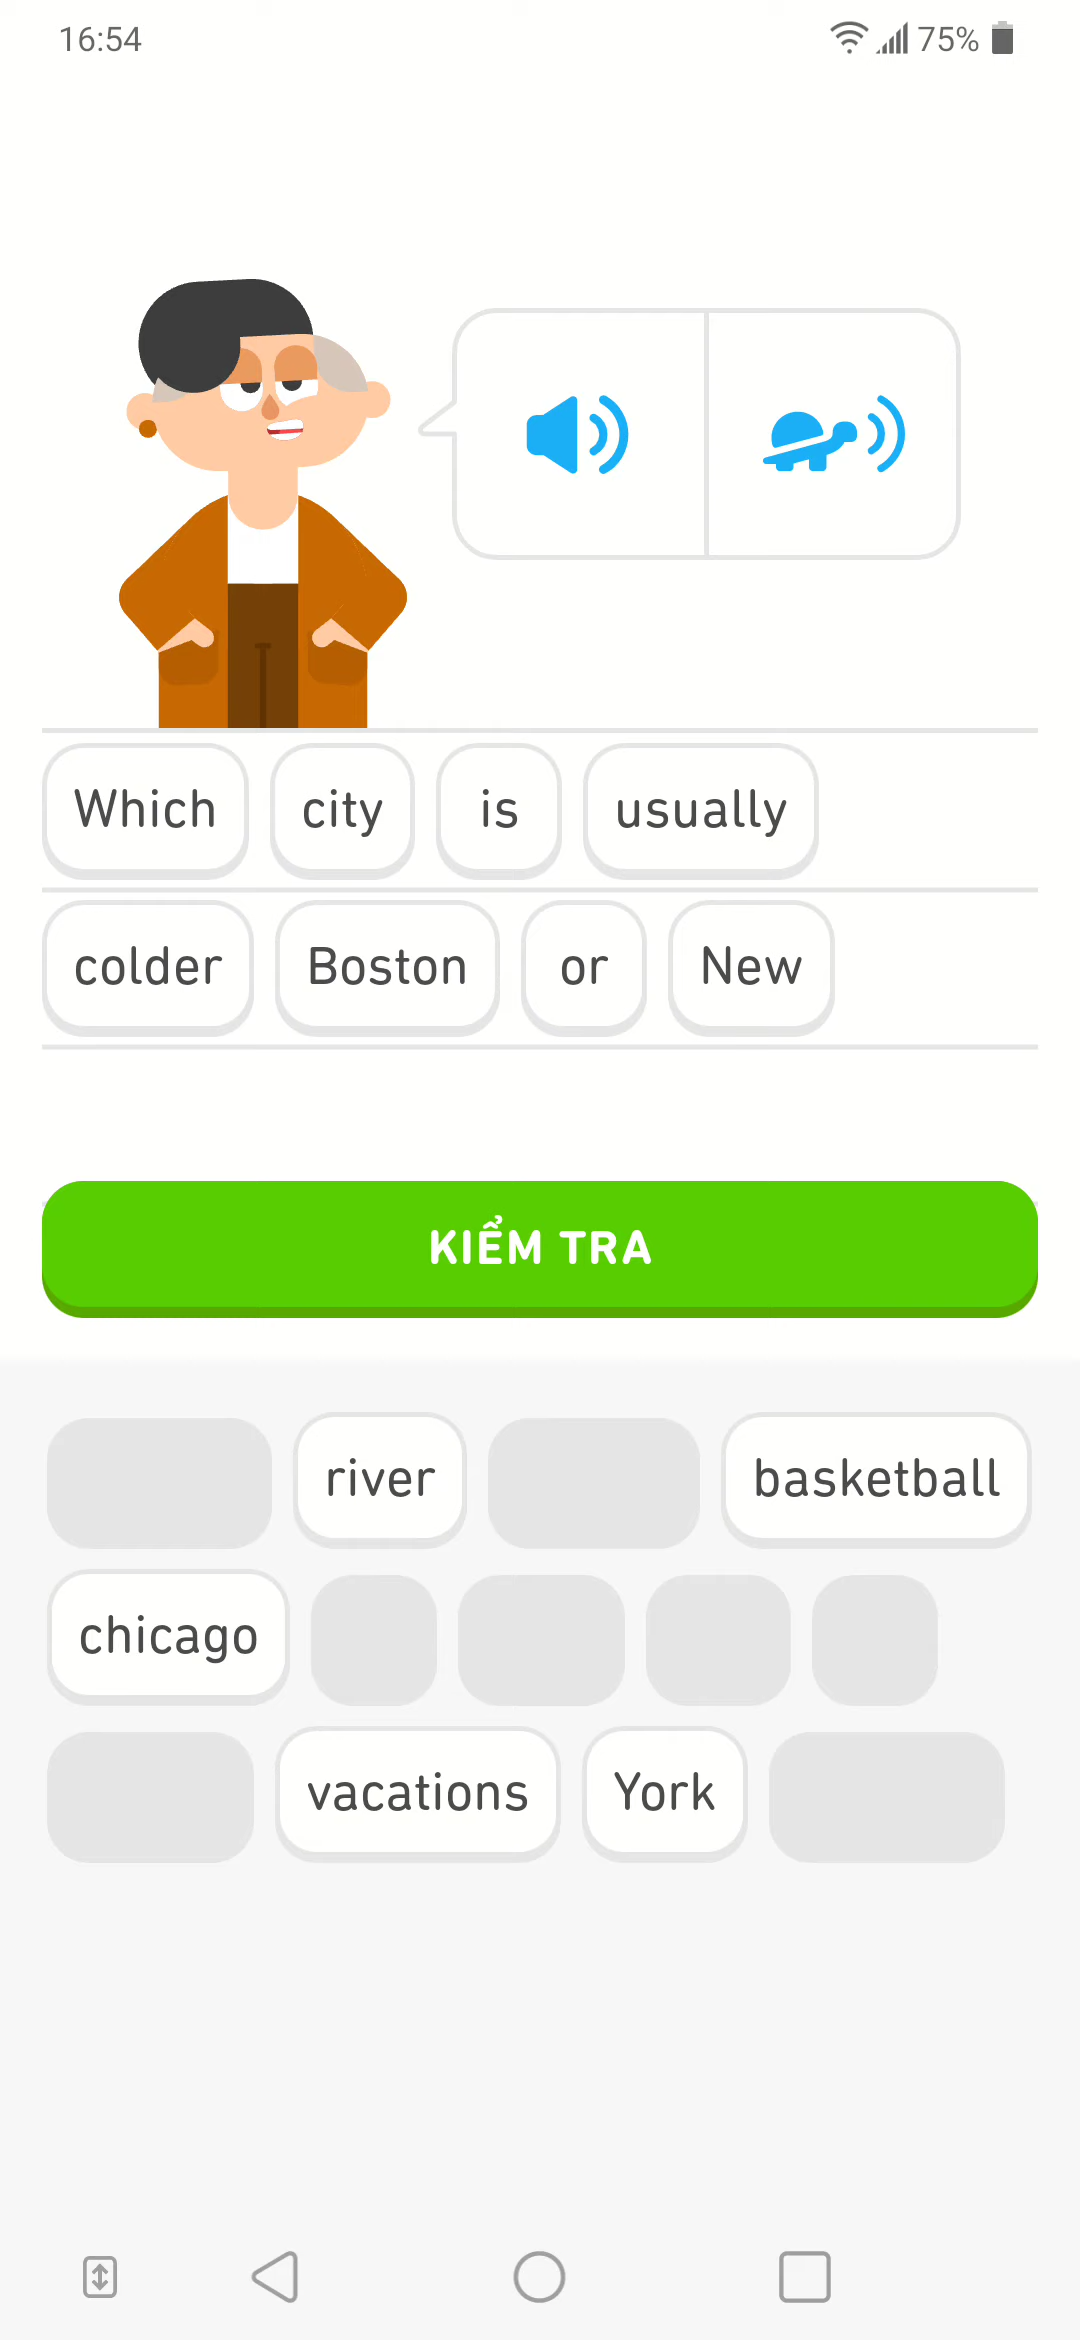 16:54 75%
Which city is usually
colder Boston or New
KIỂM TRA
river basketball
chicago
vacations York